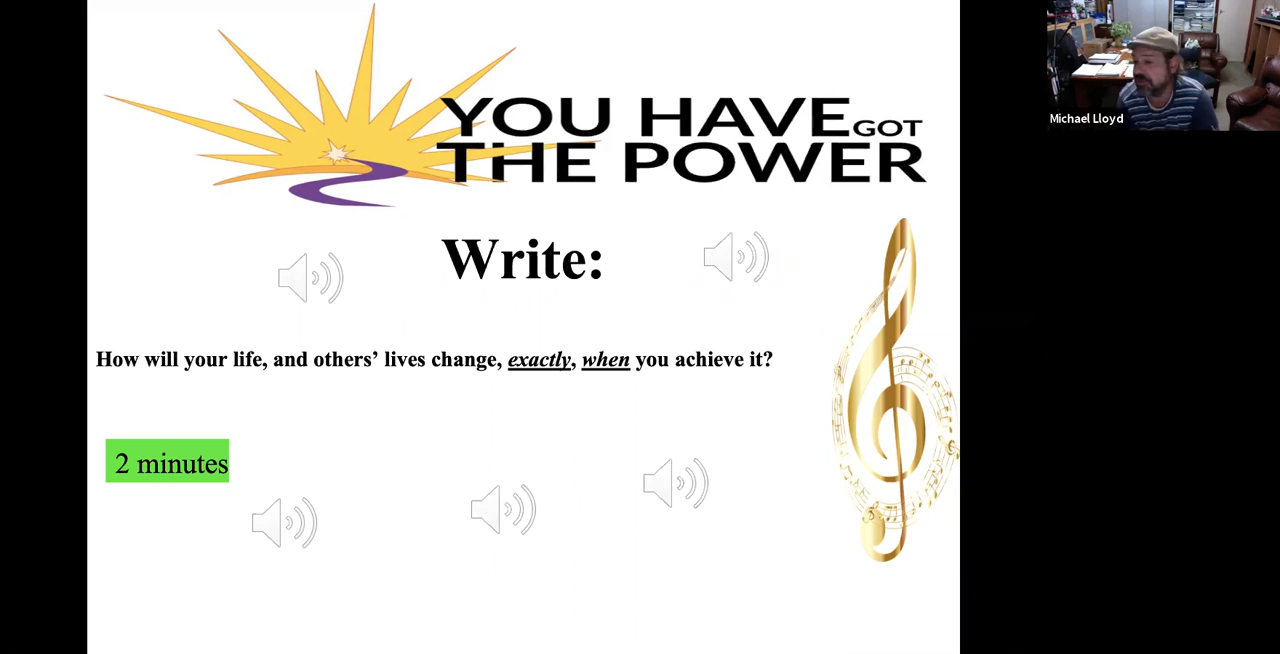 YOU HAVE GOT
THE POWER
Michael Lloyd
Write:
How will your life, and others’ lives change, exactly, when you achieve it?
2 minutes